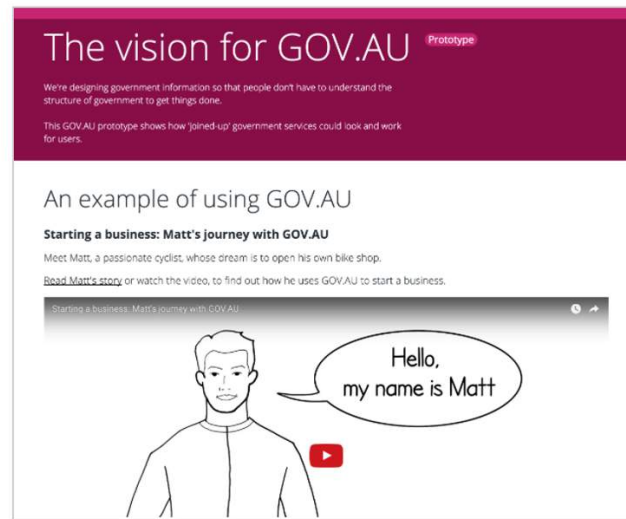 The vision for GOV.AU Prototype
We're designing government information so that people don't have to understand the
structure of government to get things done.
This GOV.AU prototype shows how 'joined-up' government services could look and work
for users.
An example of using GOV.AU
Starting a business: Matt's journey with GOV.AU
Meet Matt, a passionate cyclist, whose dream is to open his own bike shop.
Read Matt's story or watch the video, to find out how he uses GOV.AU to start a business.
Starting a business: Matt's journey with GOV.AU
Hello,
my name is Matt